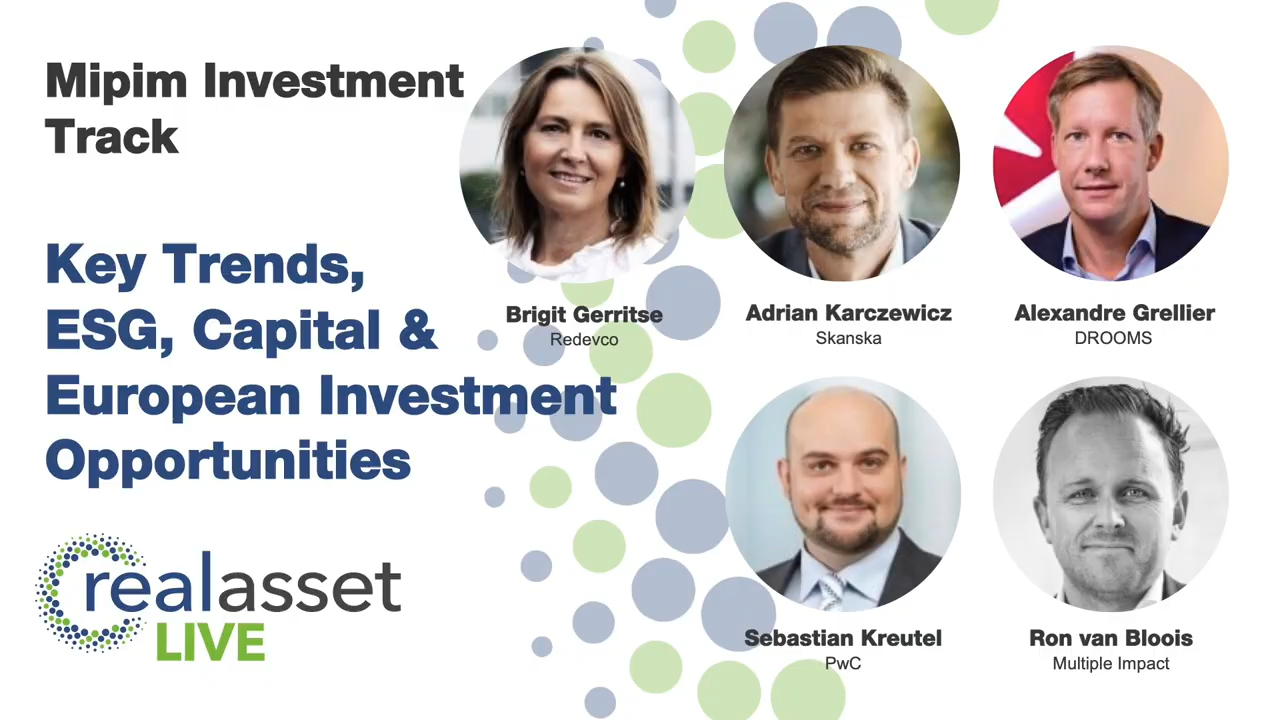 Mipim Investment
Track
Key Trends,
ESG, Capital &
European Investment
Opportunities
realasset
LIVE
Brigit Gerritse
Redevco
Adrian Karczewicz
Skanska
Alexandre Grellier
DROOMS
Sebastian Kreutel
PwC
Ron van Bloois
Multiple Impact